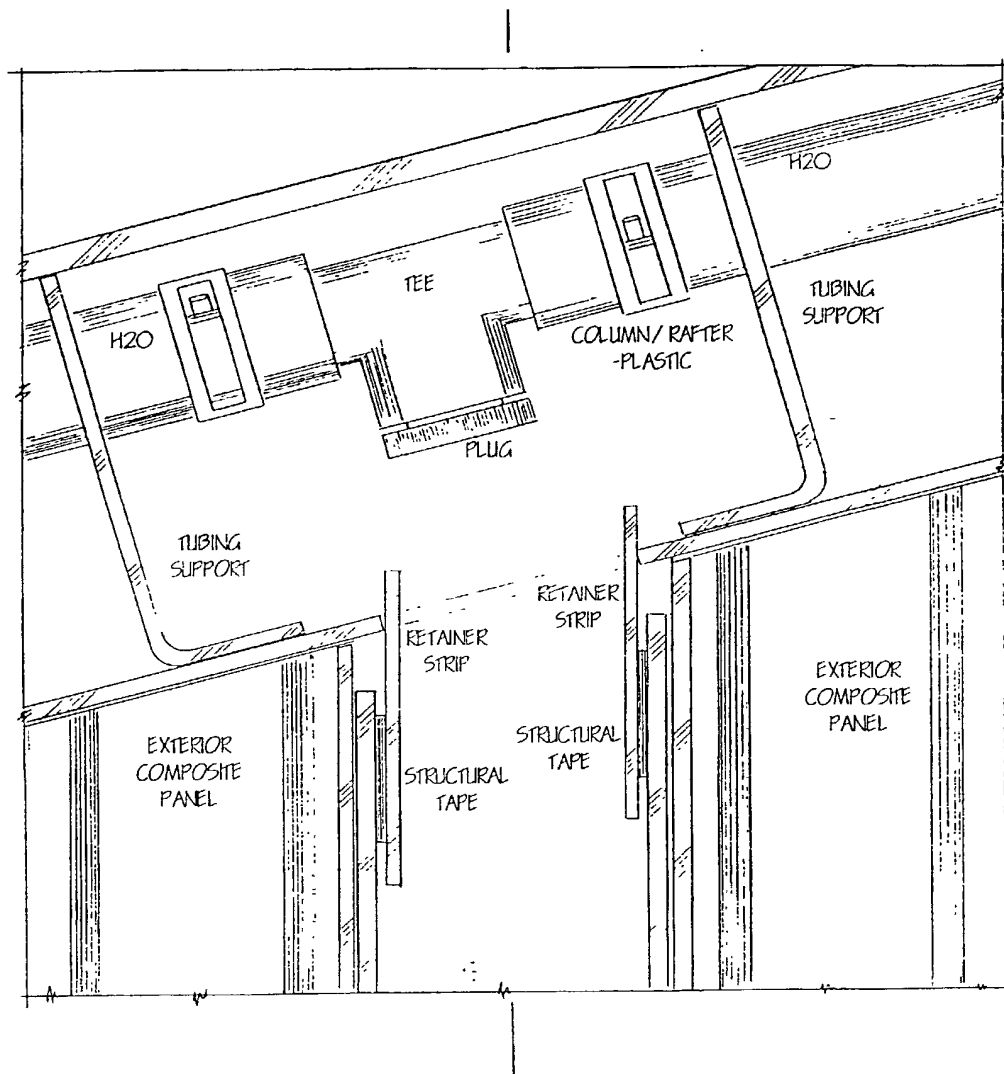 H2O
TEE
TUBING
SUPPORT
H2O
COLUMN/RAFTER
-PLASTIC
PLUG
TUBING
SUPPORT
RETAINER
STRIP
RETAINER
STRIP
EXTERIOR
COMPOSITE
PANEL
STRUCTURAL
TAPE
EXTERIOR
COMPOSITE
PANEL
STRUCTURAL
TAPE